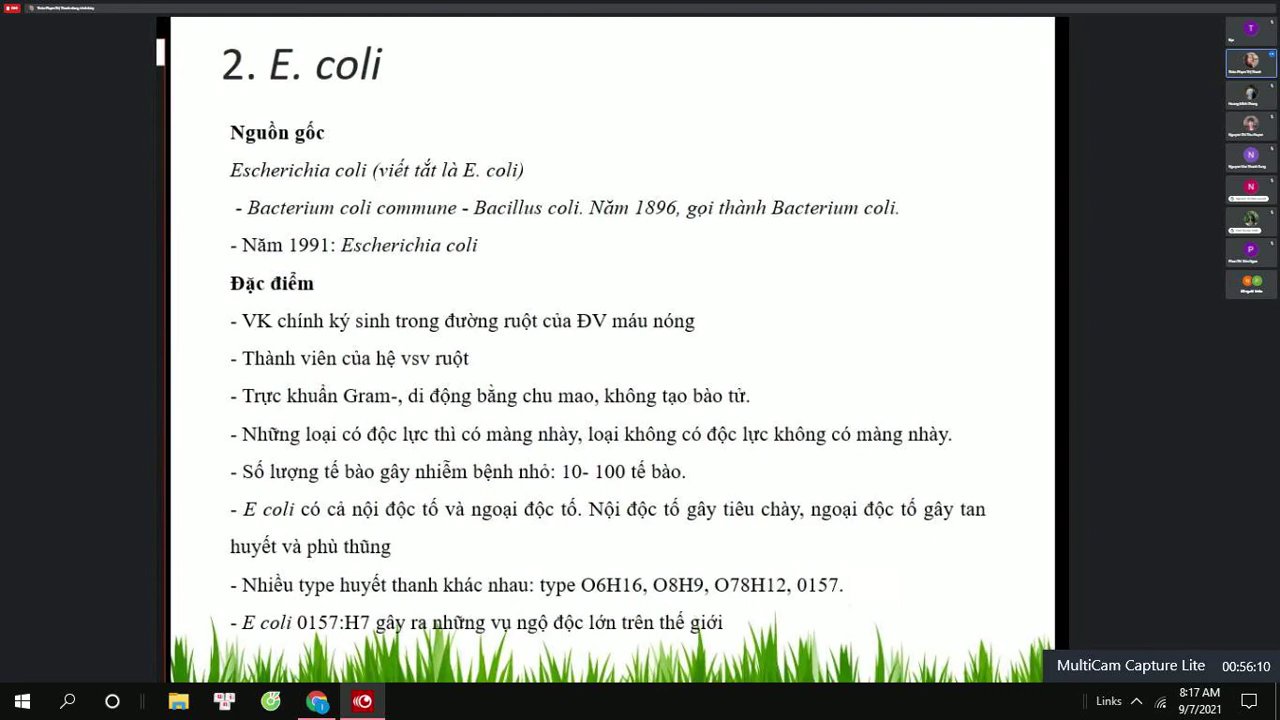 2. E. coli
Nguồn gốc
Escherichia coli (viết tắt là E. coli)
- Bacterium coli commune - Bacillus coli. Năm 1896, gọi thành Bacterium coli.
- Năm 1991: Escherichia coli
Đặc điểm
- VK chính ký sinh trong đường ruột của ĐV máu nóng
- Thành viên của hệ vsv ruột
- Trực khuẩn Gram-, di động bằng chu mao, không tạo bào tử.
- Những loại có độc lực thì có màng nhày, loại không có độc lực không có màng nhày.
- Số lượng tế bào gây nhiễm bệnh nhỏ: 10- 100 tế bào.
- E coli có cả nội độc tố và ngoại độc tố. Nội độc tố gây tiêu chảy, ngoại độc tố gây tan
huyết và phù thũng
- Nhiều type huyết thanh khác nhau: type O6H16, O8H9, O78H12, 0157.
- E coli 0157:H7 gây ra những vụ ngộ độc lớn trên thế giới
T
N
N
P
MultiCam Capture Lite 00:56:10
Links
8:17 AM
9/7/2021